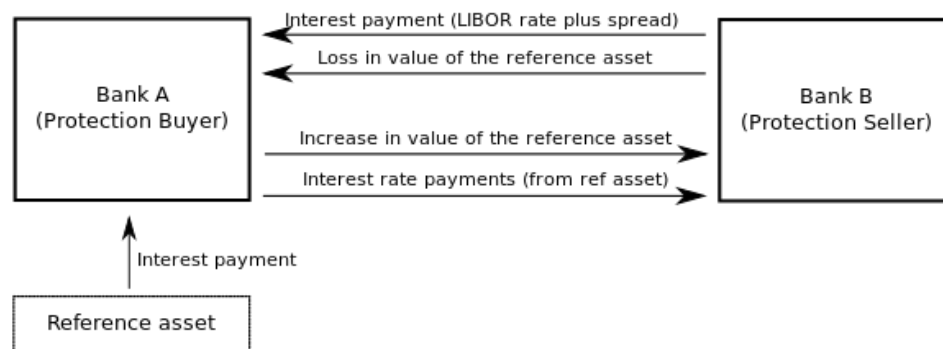 Interest payment (LIBOR rate plus spread)
Loss in value of the reference asset
Bank A
(Protection Buyer)
Bank B
(Protection Seller)
Increase in value of the reference asset
Interest rate payments (from ref asset)
Interest payment
Reference asset